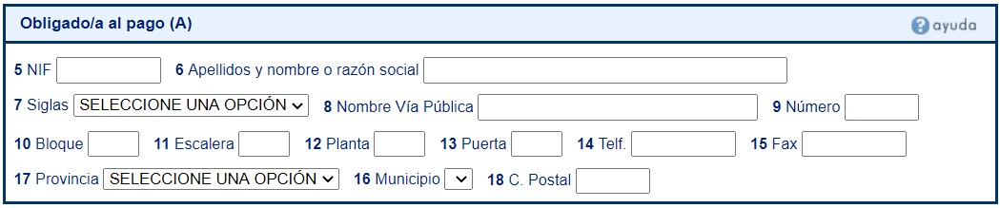 Obligado/a al pago (A)
? ayuda
5 NIF 6 Apellidos y nombre o razón social
7 Siglas SELECCIONE UNA OPCIÓN 8 Nombre Vía Pública 9 Número
10 Bloque 11 Escalera 12 Planta 13 Puerta 14 Telf. 15 Fax
17 Provincia SELECCIONE UNA OPCIÓN 16 Municipio 18 C. Postal